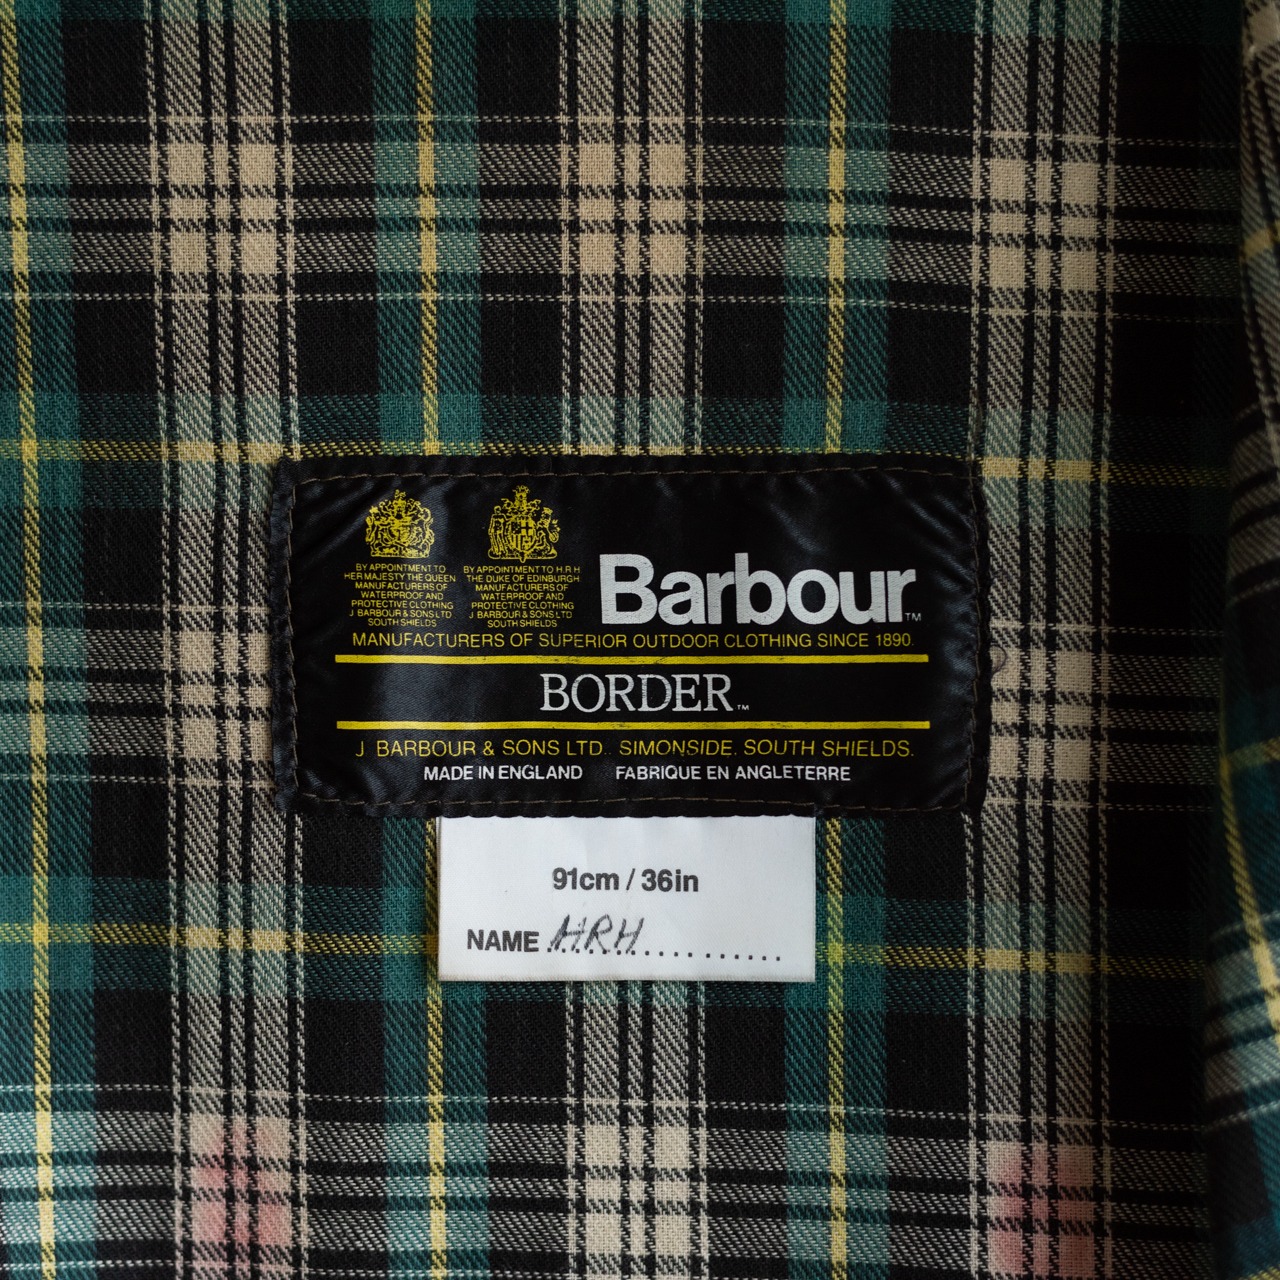 BY APPOINTMENT TO
HER MAJESTY THE QUEEN
MANUFACTURERS OF
WATERPROOF AND
PROTECTIVE CLOTHING
J BARBOUR & SONS LTD
SOUTH SHIELDS
BY APPOINTMENT TO H.R.H
THE DUKE OF EDINBURGH
MANUFACTURERS OF
WATERPROOF AND
PROTECTIVE CLOTHING
J BARBOUR & SONS LTD
SOUTH SHIELDS
Barbour™
MANUFACTURERS OF SUPERIOR OUTDOOR CLOTHING SINCE 1890.
BORDER™
J BARBOUR & SONS LTD. SIMONSIDE. SOUTH SHIELDS.
MADE IN ENGLAND FABRIQUE EN ANGLETERRE
91cm / 36in
NAME HRH